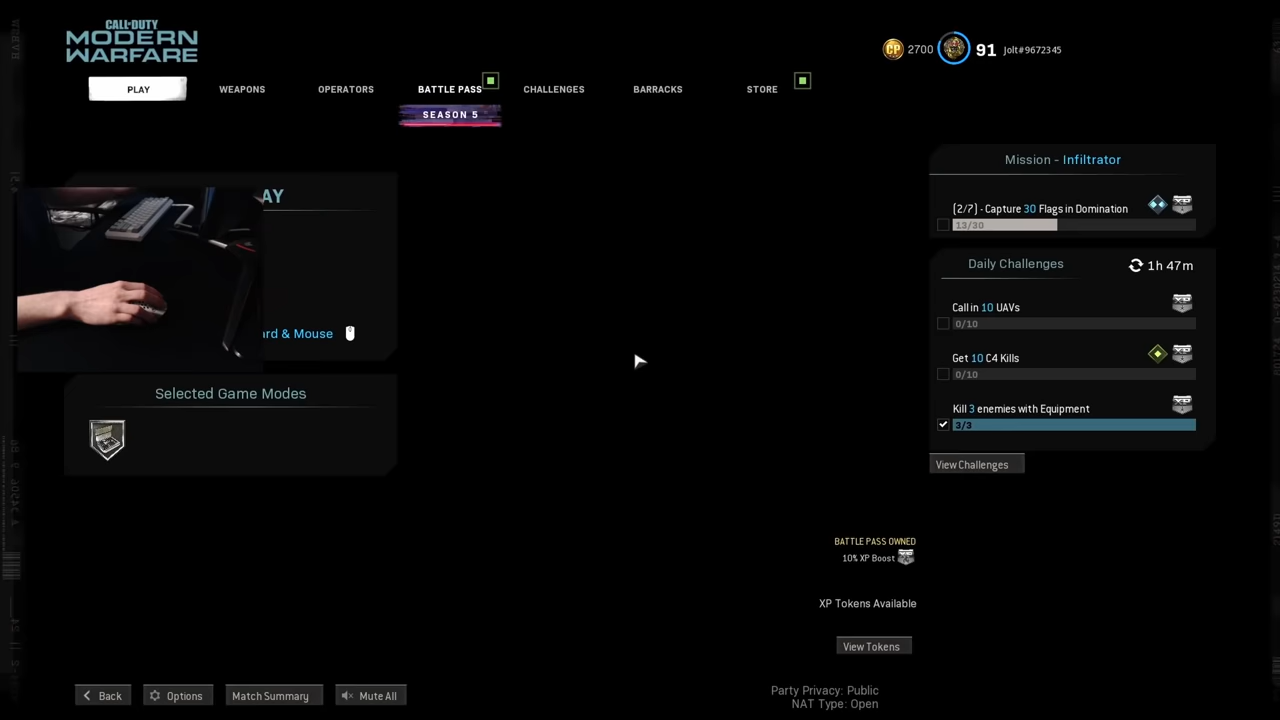 CALL OF DUTY
MODERN
WARFARE
CP 2700 91 Jolt#9672345
PLAY WEAPONS OPERATORS BATTLE PASS CHALLENGES BARRACKS STORE
SEASON 5
AY
ard & Mouse
Selected Game Modes
Mission - Infiltrator
(2/7) - Capture 30 Flags in Domination
13/30
Daily Challenges 1h 47m
Call in 10 UAVs
0/10
Get 10 C4 Kills
0/10
Kill 3 enemies with Equipment
3/3
View Challenges
BATTLE PASS OWNED
10% XP Boost
XP Tokens Available
View Tokens
Back Options Match Summary Mute All
Party Privacy: Public
NAT Type: Open